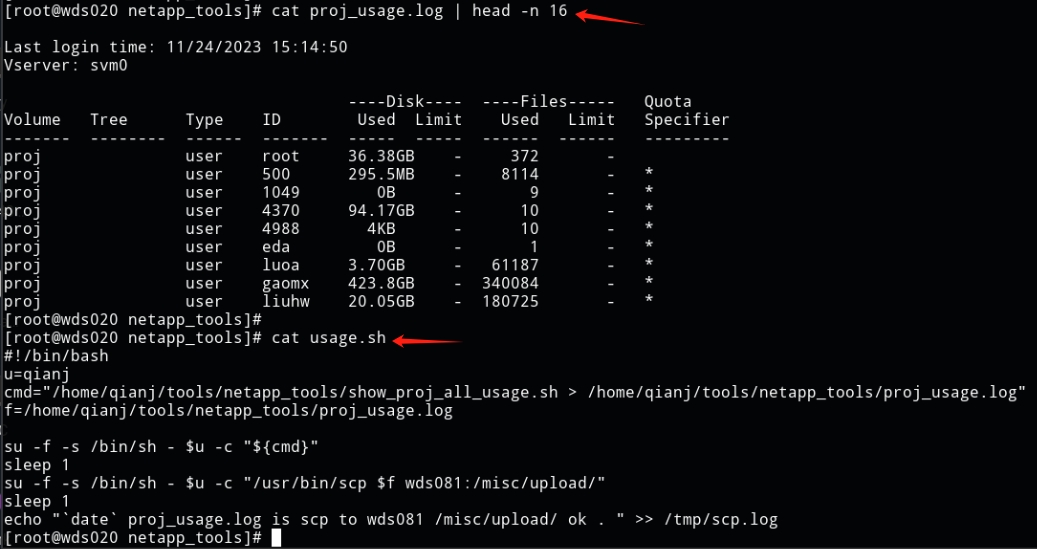 [root@wds020 netapp_tools]# cat proj_usage.log | head -n 16
Last login time: 11/24/2023 15:14:50
Vserver: svm0
                                    ----Disk----  ----Files-----   Quota
Volume   Tree      Type    ID        Used  Limit    Used   Limit   Specifier
-------  --------  ------  -------  -----  -----  ------  ------  ---------
proj               user    root     36.38GB    -     372       -
proj               user    500      295.5MB    -    8114       -   *
proj               user    1049        0B      -       9       -   *
proj               user    4370     94.17GB    -      10       -   *
proj               user    4988       4KB      -      10       -   *
proj               user    eda         0B      -       1       -   *
proj               user    luoa     3.70GB     -   61187       -   *
proj               user    gaomx    423.8GB    -  340084       -   *
proj               user    liuhw    20.05GB    -  180725       -   *
[root@wds020 netapp_tools]#
[root@wds020 netapp_tools]# cat usage.sh
#!/bin/bash
u=qianj
cmd="/home/qianj/tools/netapp_tools/show_proj_all_usage.sh > /home/qianj/tools/netapp_tools/proj_usage.log"
f=/home/qianj/tools/netapp_tools/proj_usage.log
su -f -s /bin/sh - $u -c "${cmd}"
sleep 1
su -f -s /bin/sh - $u -c "/usr/bin/scp $f wds081:/misc/upload/"
sleep 1
echo "`date` proj_usage.log is scp to wds081 /misc/upload/ ok . " >> /tmp/scp.log
[root@wds020 netapp_tools]#